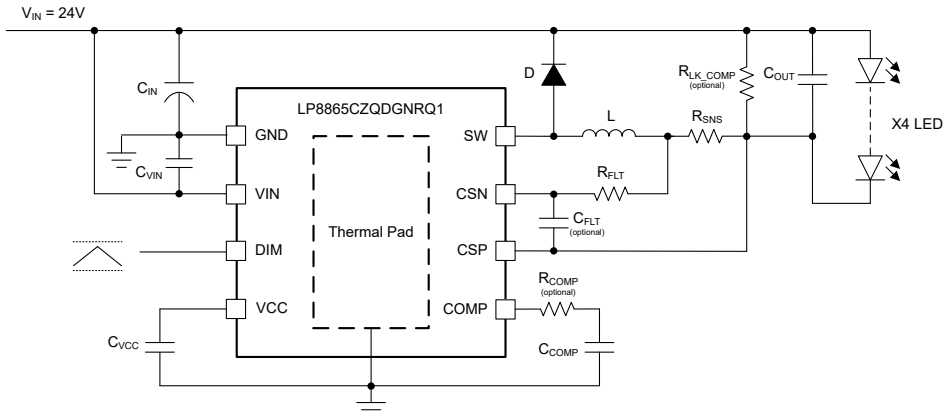 V_IN = 24V
C_IN
D
R_LK_COMP
(optional)
C_OUT
LP8865CZQDGNRQ1
X4 LED
GND
SW
L
R_SNS
C_VIN
VIN
CSN
R_FLT
Thermal Pad
C_FLT
(optional)
DIM
CSP
R_COMP
(optional)
VCC
COMP
C_VCC
C_COMP